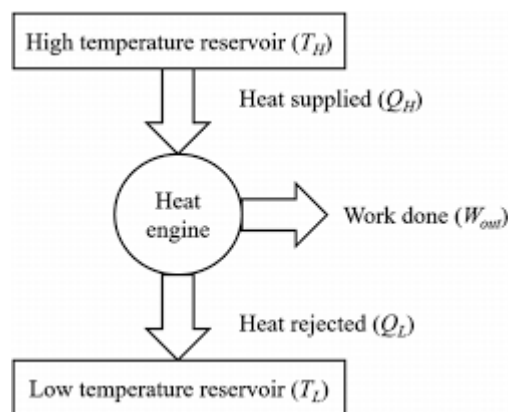 High temperature reservoir (T_H)
Heat supplied (Q_H)
Heat
engine
Work done (W_out)
Heat rejected (Q_L)
Low temperature reservoir (T_L)